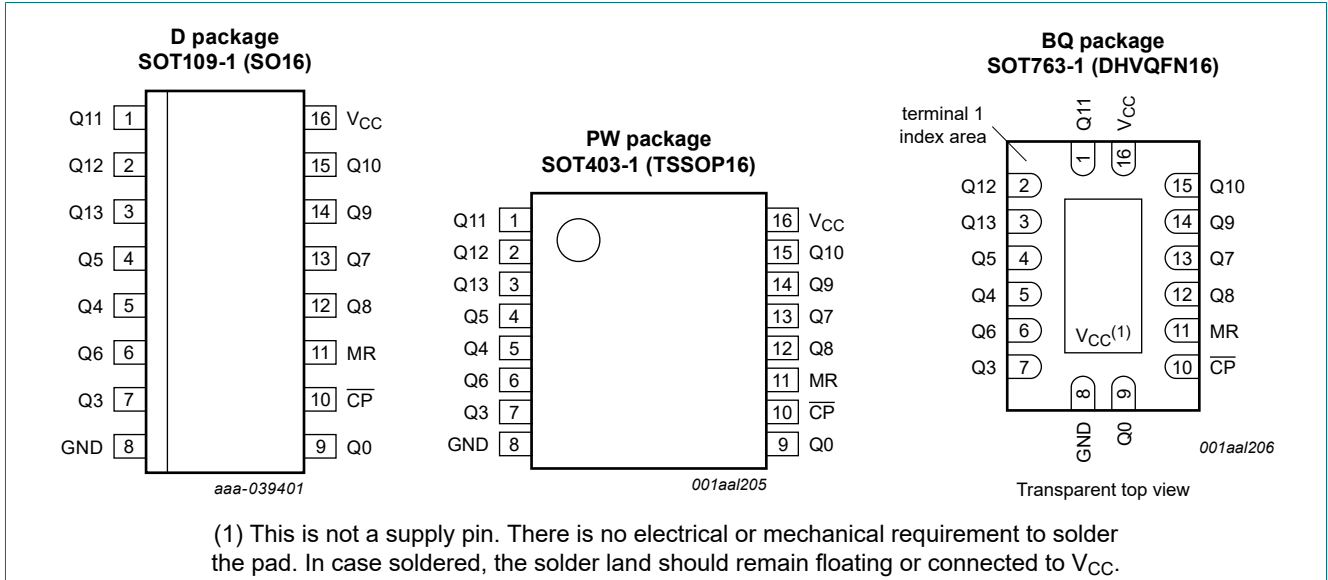 D package
SOT109-1 (SO16)
Q11 1
16 VCC
Q12 2
15 Q10
Q13 3
14 Q9
Q5 4
13 Q7
Q4 5
12 Q8
Q6 6
11 MR
Q3 7
10 C̅P̅
GND 8
9 Q0
aaa-039401
PW package
SOT403-1 (TSSOP16)
Q11 1
16 VCC
Q12 2
15 Q10
Q13 3
14 Q9
Q5 4
13 Q7
Q4 5
12 Q8
Q6 6
11 MR
Q3 7
10 C̅P̅
GND 8
9 Q0
001aal205
BQ package
SOT763-1 (DHVQFN16)
terminal 1
index area
Q11 1
VCC 16
Q12 2
15 Q10
Q13 3
14 Q9
Q5 4
13 Q7
Q4 5
12 Q8
Q6 6
VCC(1)
11 MR
Q3 7
10 C̅P̅
GND 8
Q0 9
001aal206
Transparent top view
(1) This is not a supply pin. There is no electrical or mechanical requirement to solder
the pad. In case soldered, the solder land should remain floating or connected to VCC.